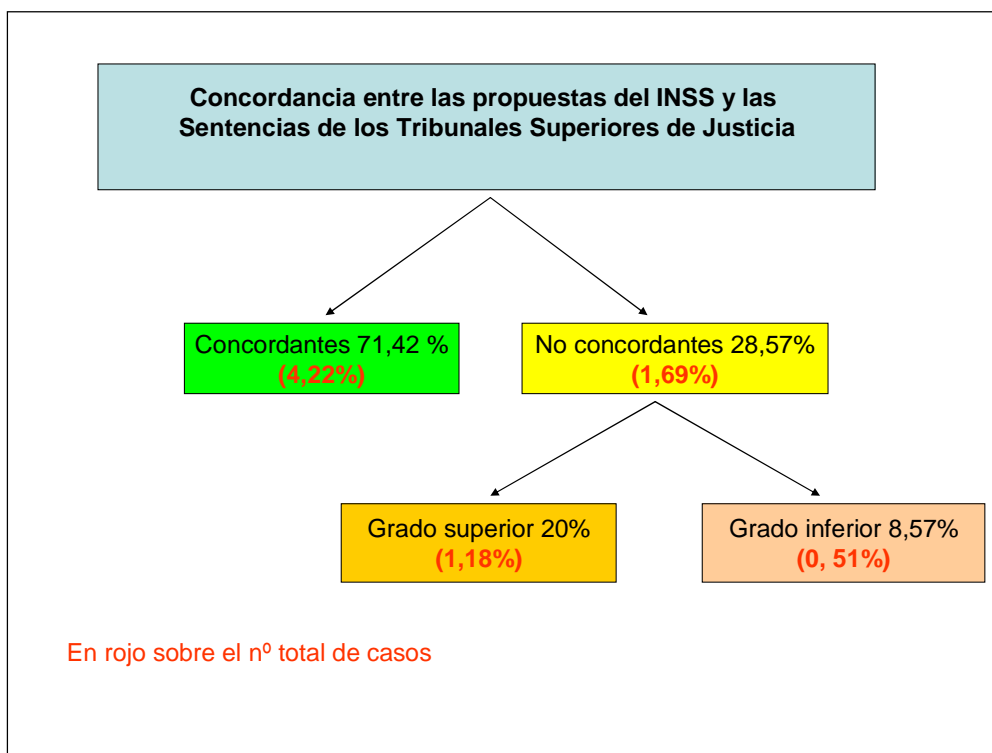 Concordancia entre las propuestas del INSS y las
Sentencias de los Tribunales Superiores de Justicia
Concordantes 71,42 %
(4,22%)
No concordantes 28,57%
(1,69%)
Grado superior 20%
(1,18%)
Grado inferior 8,57%
(0, 51%)
En rojo sobre el nº total de casos